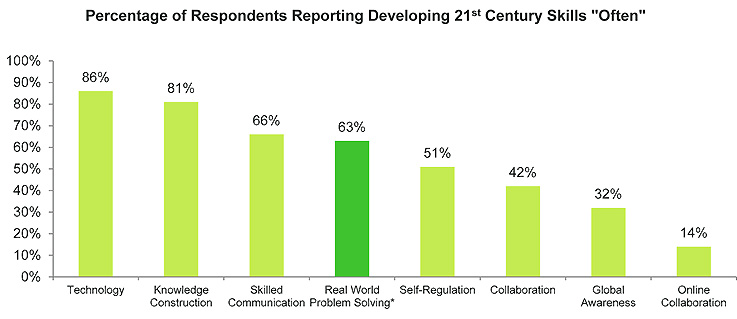 Percentage of Respondents Reporting Developing 21st Century Skills "Often"
100%
90%
80%
70%
60%
50%
40%
30%
20%
10%
0%
86%
81%
66%
63%
51%
42%
32%
14%
Technology
Knowledge
Construction
Skilled
Communication
Real World
Problem Solving*
Self-Regulation
Collaboration
Global
Awareness
Online
Collaboration